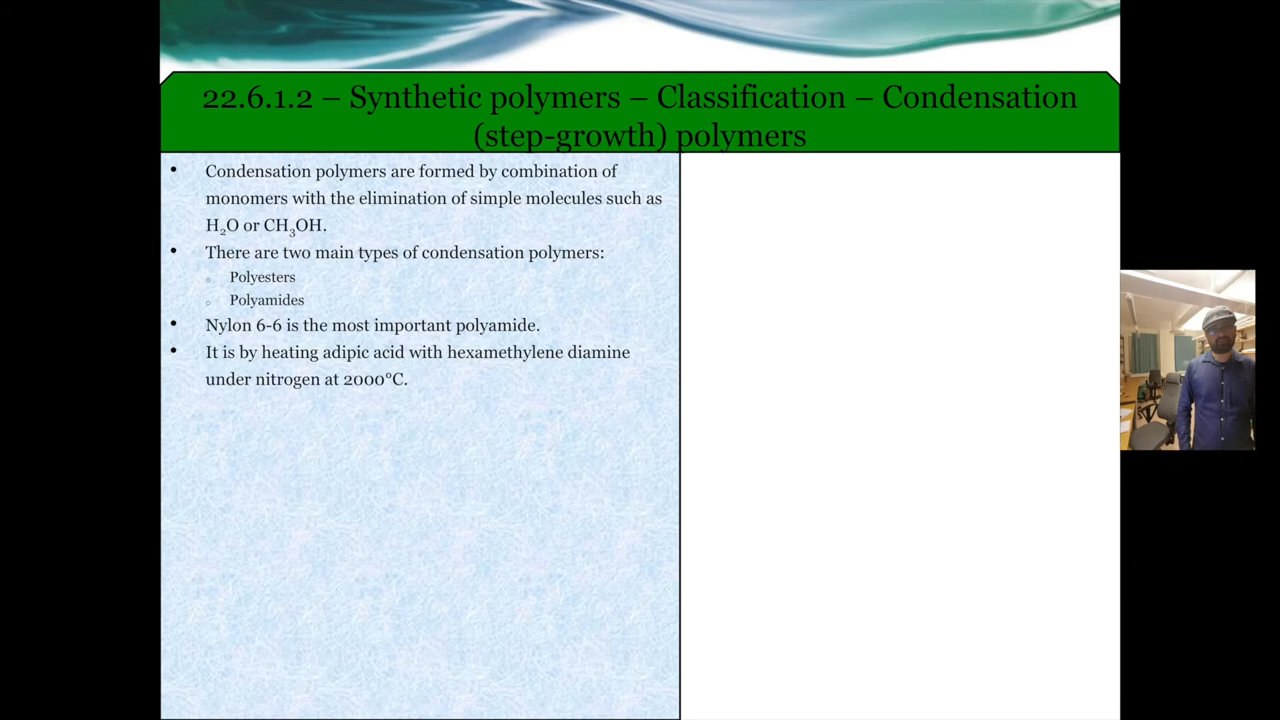 22.6.1.2 – Synthetic polymers – Classification – Condensation
(step-growth) polymers
• Condensation polymers are formed by combination of
monomers with the elimination of simple molecules such as
H₂O or CH₃OH.
• There are two main types of condensation polymers:
○ Polyesters
○ Polyamides
• Nylon 6-6 is the most important polyamide.
• It is by heating adipic acid with hexamethylene diamine
under nitrogen at 2000°C.